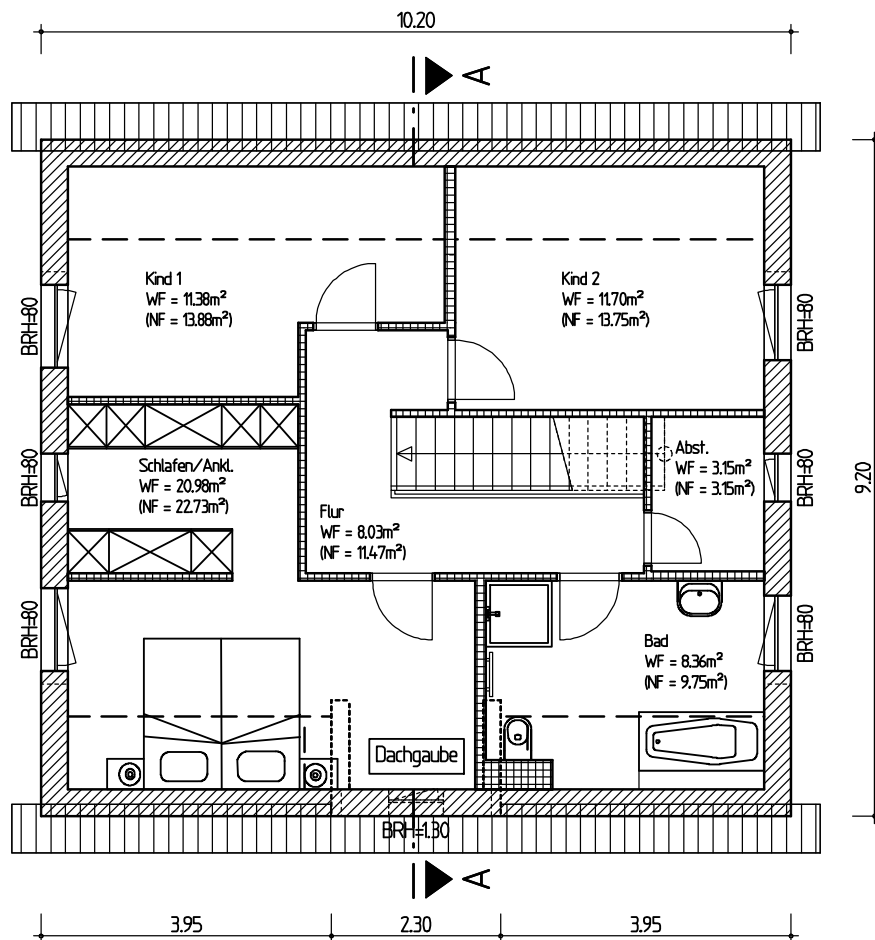 10.20
A
Kind 1
WF = 11.38m²
(NF = 13.88m²)
Kind 2
WF = 11.70m²
(NF = 13.75m²)
BRH=80
BRH=80
Schlafen/Ankl.
WF = 20.98m²
(NF = 22.73m²)
Abst.
WF = 3.15m²
(NF = 3.15m²)
BRH=80
BRH=80
9.20
Flur
WF = 8.03m²
(NF = 11.47m²)
BRH=80
BRH=80
Bad
WF = 8.36m²
(NF = 9.75m²)
Dachgaube
BRH=1.30
A
3.95
2.30
3.95